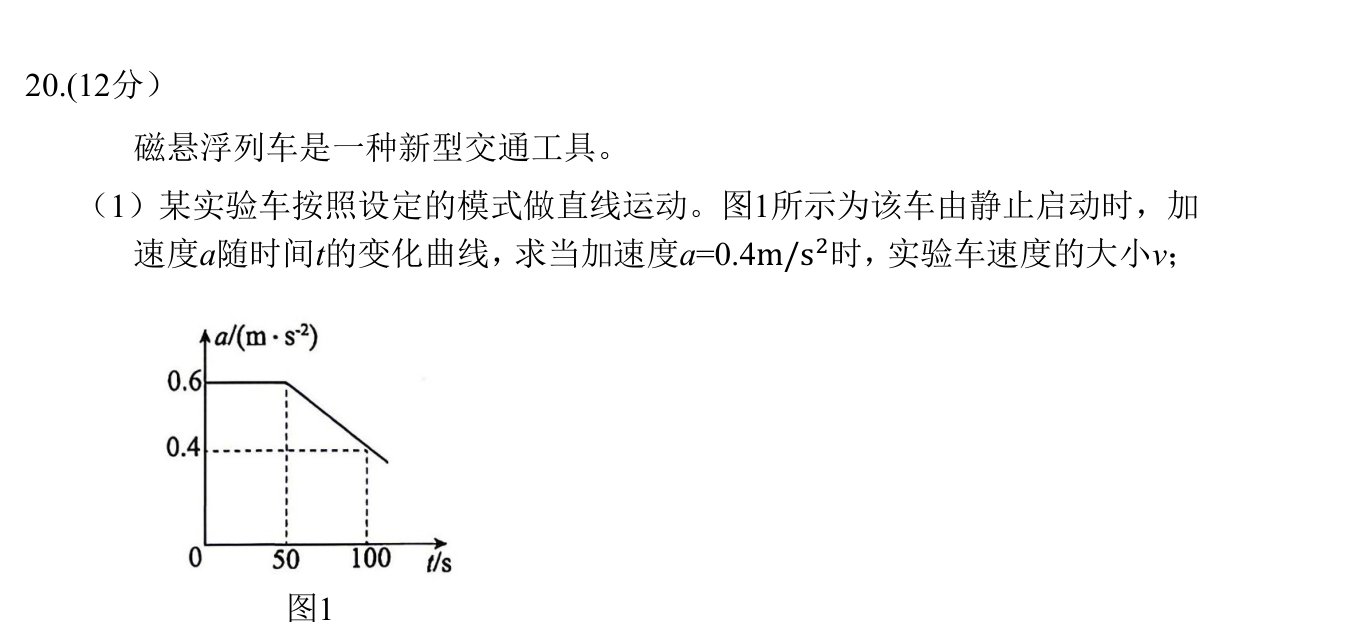 20.(12分）
磁悬浮列车是一种新型交通工具。
（1）某实验车按照设定的模式做直线运动。图1所示为该车由静止启动时，加
速度a随时间t的变化曲线，求当加速度a=0.4m/s²时，实验车速度的大小v;
a/(m·s⁻²)
0.6
0.4
0 50 100 t/s
图1